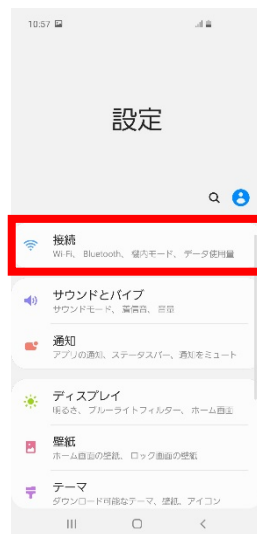 10:57
設定
接続
Wi-Fi、 Bluetooth、 機内モード、 データ使用量
サウンドとバイブ
サウンドモード、 着信音、 音量
通知
アプリの通知、ステータスバー、通知をミュート
ディスプレイ
明るさ、 ブルーライトフィルター、 ホーム画面
壁紙
ホーム画面の壁紙、ロック画面の壁紙
テーマ
ダウンロード可能なテーマ、壁紙、アイコン